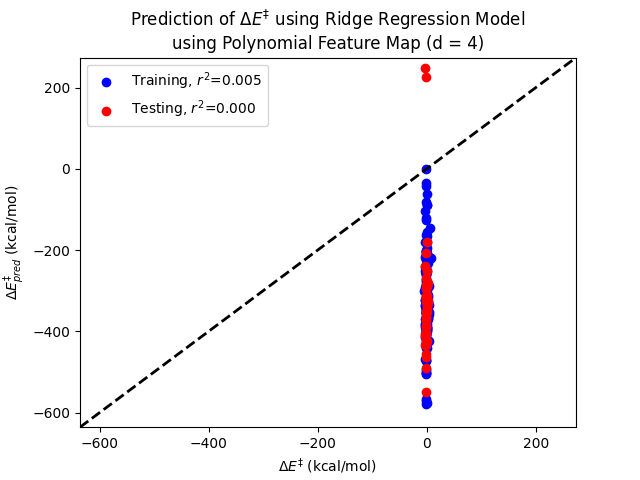 Prediction of ΔE‡ using Ridge Regression Model
using Polynomial Feature Map (d = 4)
Training, r²=0.005
Testing, r²=0.000
ΔE‡pred (kcal/mol)
200
0
−200
−400
−600
−600 −400 −200 0 200
ΔE‡ (kcal/mol)